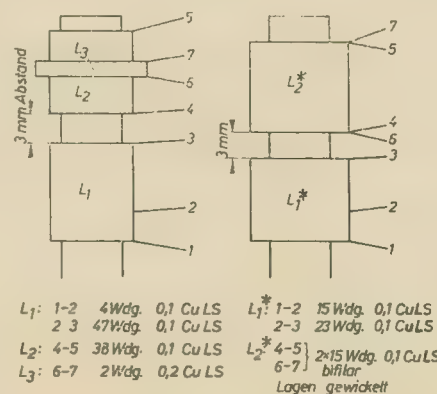 5
L3
7
6
L2
4
3 mm Abstand
3
L1
2
1
7
5
L2*
4
6
3 mm
3
L1*
2
1
L1: 1-2 4 Wdg. 0,1 CuLS
2 3 47 Wdg. 0,1 CuLS
L2: 4-5 38 Wdg. 0,1 CuLS
L3: 6-7 2 Wdg. 0,2 CuLS
L1*: 1-2 15 Wdg. 0,1 CuLS
2-3 23 Wdg. 0,1 CuLS
L2*: 4-5 } 2×15 Wdg. 0,1 CuLS
6-7 } bifilar
Lagen gewickelt